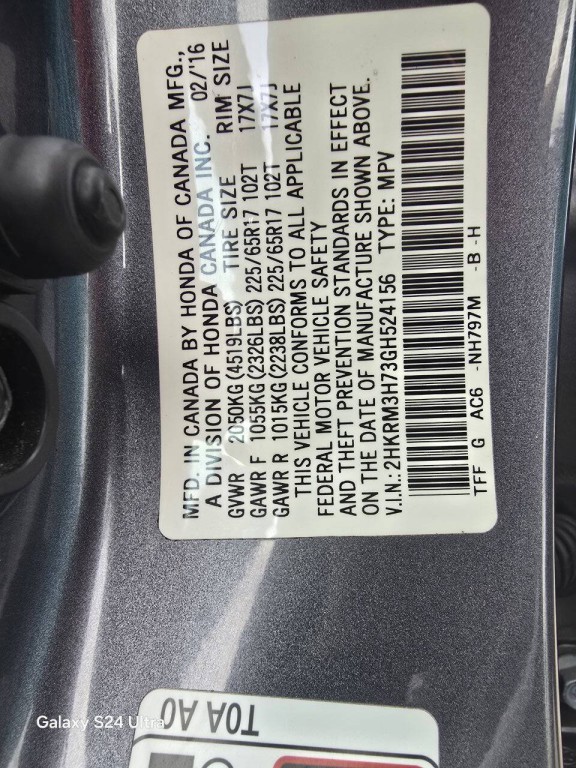 MFD. IN CANADA BY HONDA OF CANADA MFG.,
A DIVISION OF HONDA CANADA INC. 02/'16
GVWR 2050KG (4519LBS) TIRE SIZE RIM SIZE
GAWR F 1055KG (2326LBS) 225/65R17 102T 17X7J
GAWR R 1015KG (2238LBS) 225/65R17 102T 17X7J
THIS VEHICLE CONFORMS TO ALL APPLICABLE
FEDERAL MOTOR VEHICLE SAFETY
AND THEFT PREVENTION STANDARDS IN EFFECT
ON THE DATE OF MANUFACTURE SHOWN ABOVE.
V.I.N.: 2HKRM3H73GH524156 TYPE: MPV
TFF G AC6 -NH797M -B -H
T0A A0
Galaxy S24 Ultra